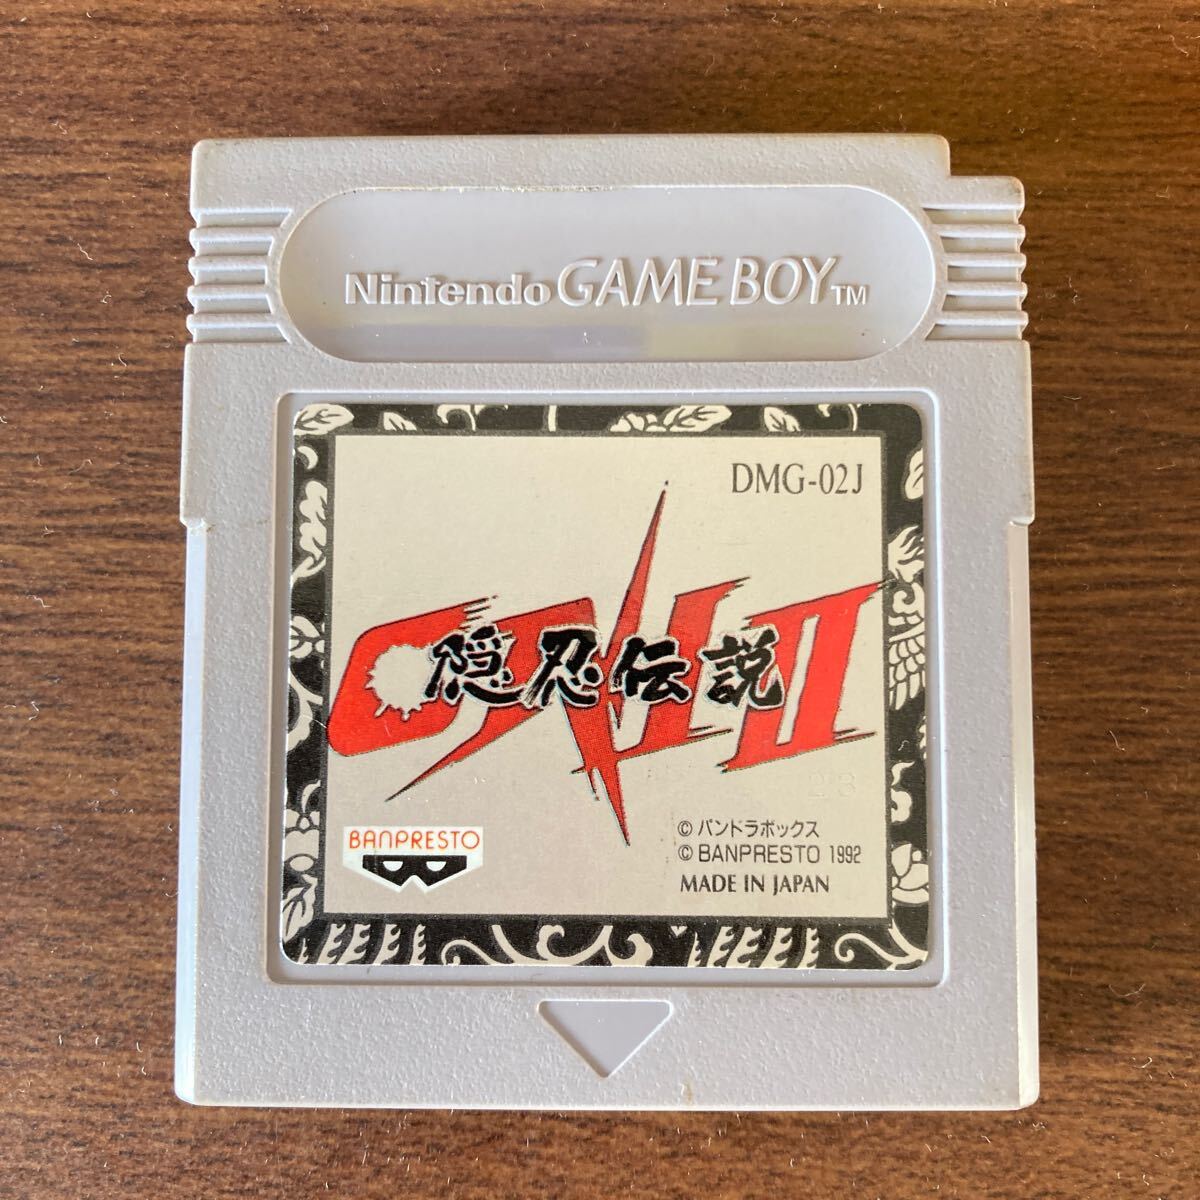 Nintendo GAME BOY™
DMG-02J
ONI II
隠忍伝説
BANPRESTO
© パンドラボックス
© BANPRESTO 1992
MADE IN JAPAN